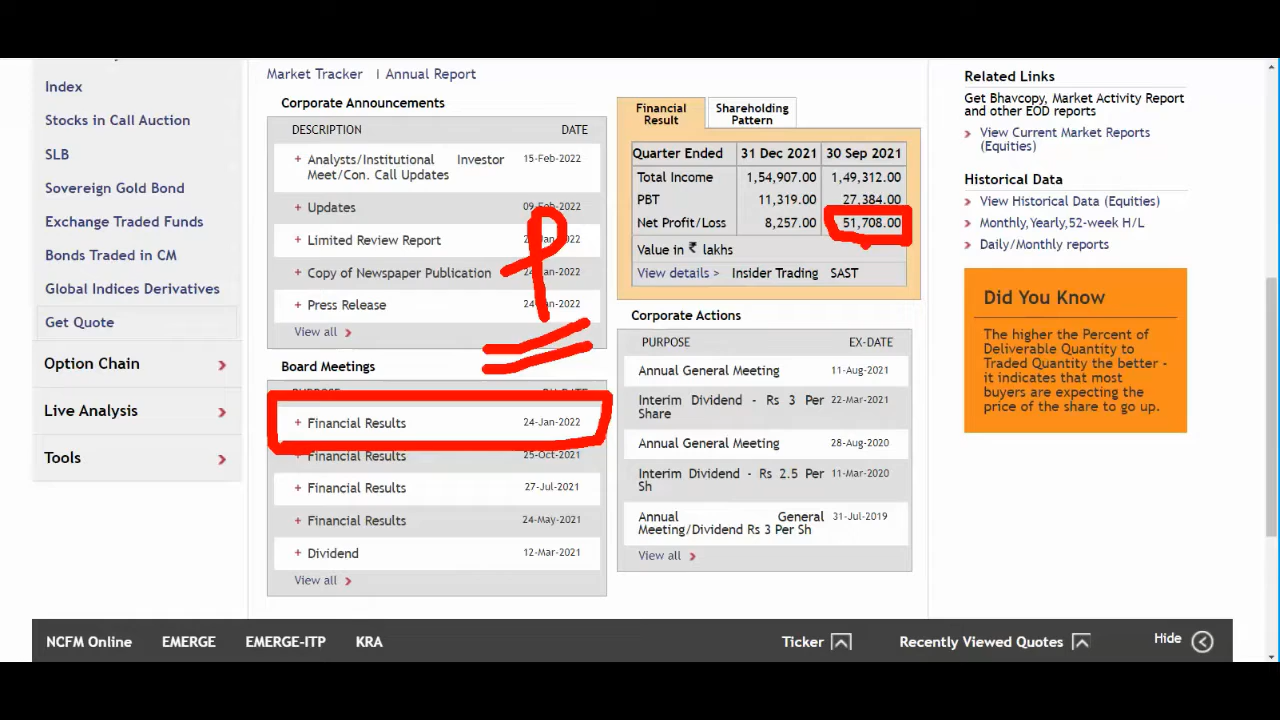 Index
Stocks in Call Auction
SLB
Sovereign Gold Bond
Exchange Traded Funds
Bonds Traded in CM
Global Indices Derivatives
Get Quote
Option Chain
Live Analysis
Tools
Market Tracker | Annual Report
Corporate Announcements
DESCRIPTION DATE
+ Analysts/Institutional Investor 15-Feb-2022
Meet/Con. Call Updates
+ Updates 09-Feb-2022
+ Limited Review Report
+ Copy of Newspaper Publication 24-Jan-2022
+ Press Release 24-Jan-2022
View all >
Board Meetings
+ Financial Results 24-Jan-2022
+ Financial Results 25-Oct-2021
+ Financial Results 27-Jul-2021
+ Financial Results 24-May-2021
+ Dividend 12-Mar-2021
View all >
Financial
Result
Shareholding
Pattern
Quarter Ended 31 Dec 2021 30 Sep 2021
Total Income 1,54,907.00 1,49,312.00
PBT 11,319.00 27,384.00
Net Profit/Loss 8,257.00 51,708.00
Value in ₹ lakhs
View details > Insider Trading SAST
Corporate Actions
PURPOSE EX-DATE
Annual General Meeting 11-Aug-2021
Interim Dividend - Rs 3 Per 22-Mar-2021
Share
Annual General Meeting 28-Aug-2020
Interim Dividend - Rs 2.5 Per 11-Mar-2020
Sh
Annual General 31-Jul-2019
Meeting/Dividend Rs 3 Per Sh
View all >
Related Links
Get Bhavcopy, Market Activity Report
and other EOD reports
> View Current Market Reports
(Equities)
Historical Data
> View Historical Data (Equities)
> Monthly,Yearly,52-week H/L
> Daily/Monthly reports
Did You Know
The higher the Percent of
Deliverable Quantity to
Traded Quantity the better -
it indicates that most
buyers are expecting the
price of the share to go up.
NCFM Online EMERGE EMERGE-ITP KRA Ticker Recently Viewed Quotes Hide